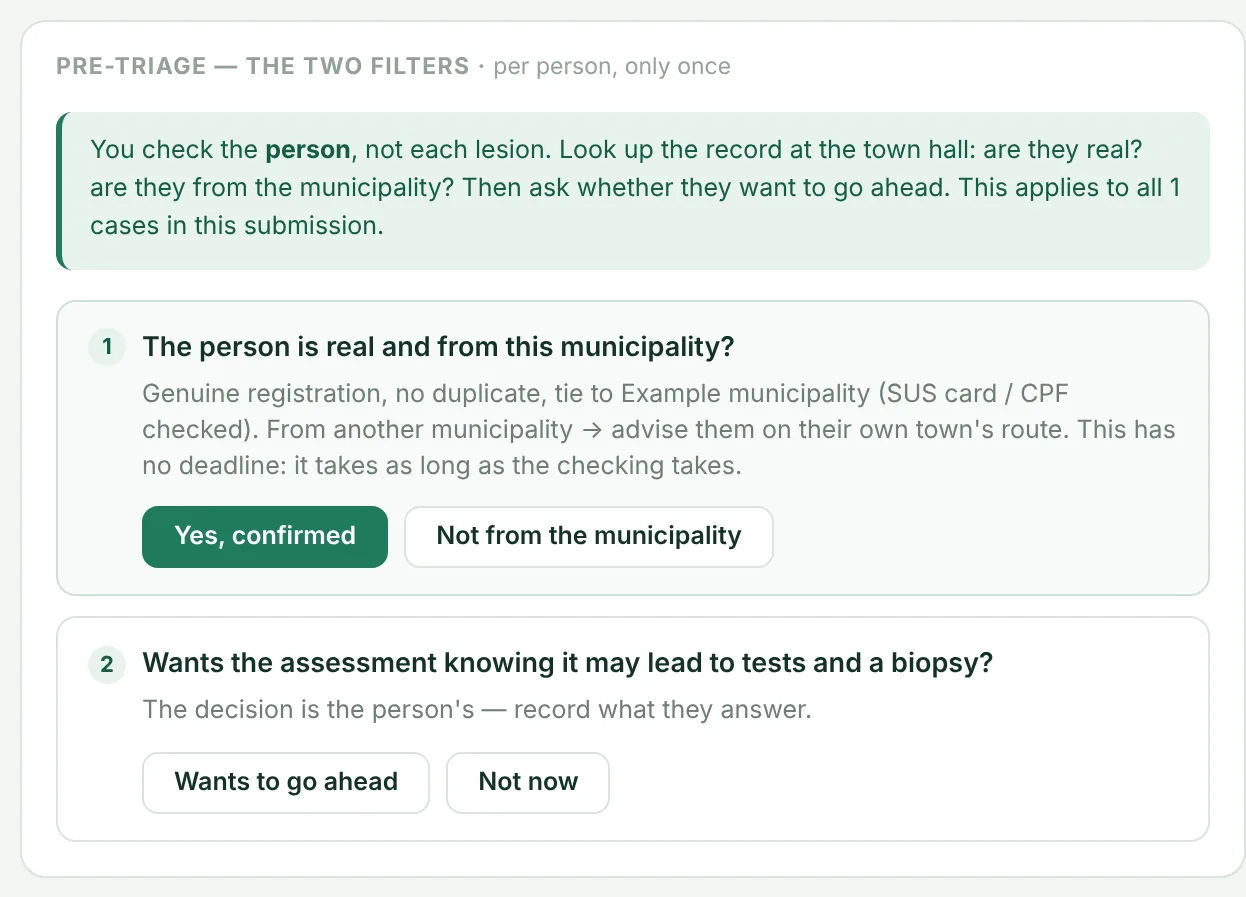 PRE-TRIAGE — THE TWO FILTERS · per person, only once
You check the person, not each lesion. Look up the record at the town hall: are they real?
are they from the municipality? Then ask whether they want to go ahead. This applies to all 1
cases in this submission.
1 The person is real and from this municipality?
Genuine registration, no duplicate, tie to Example municipality (SUS card / CPF
checked). From another municipality → advise them on their own town's route. This has
no deadline: it takes as long as the checking takes.
Yes, confirmed Not from the municipality
2 Wants the assessment knowing it may lead to tests and a biopsy?
The decision is the person's — record what they answer.
Wants to go ahead Not now